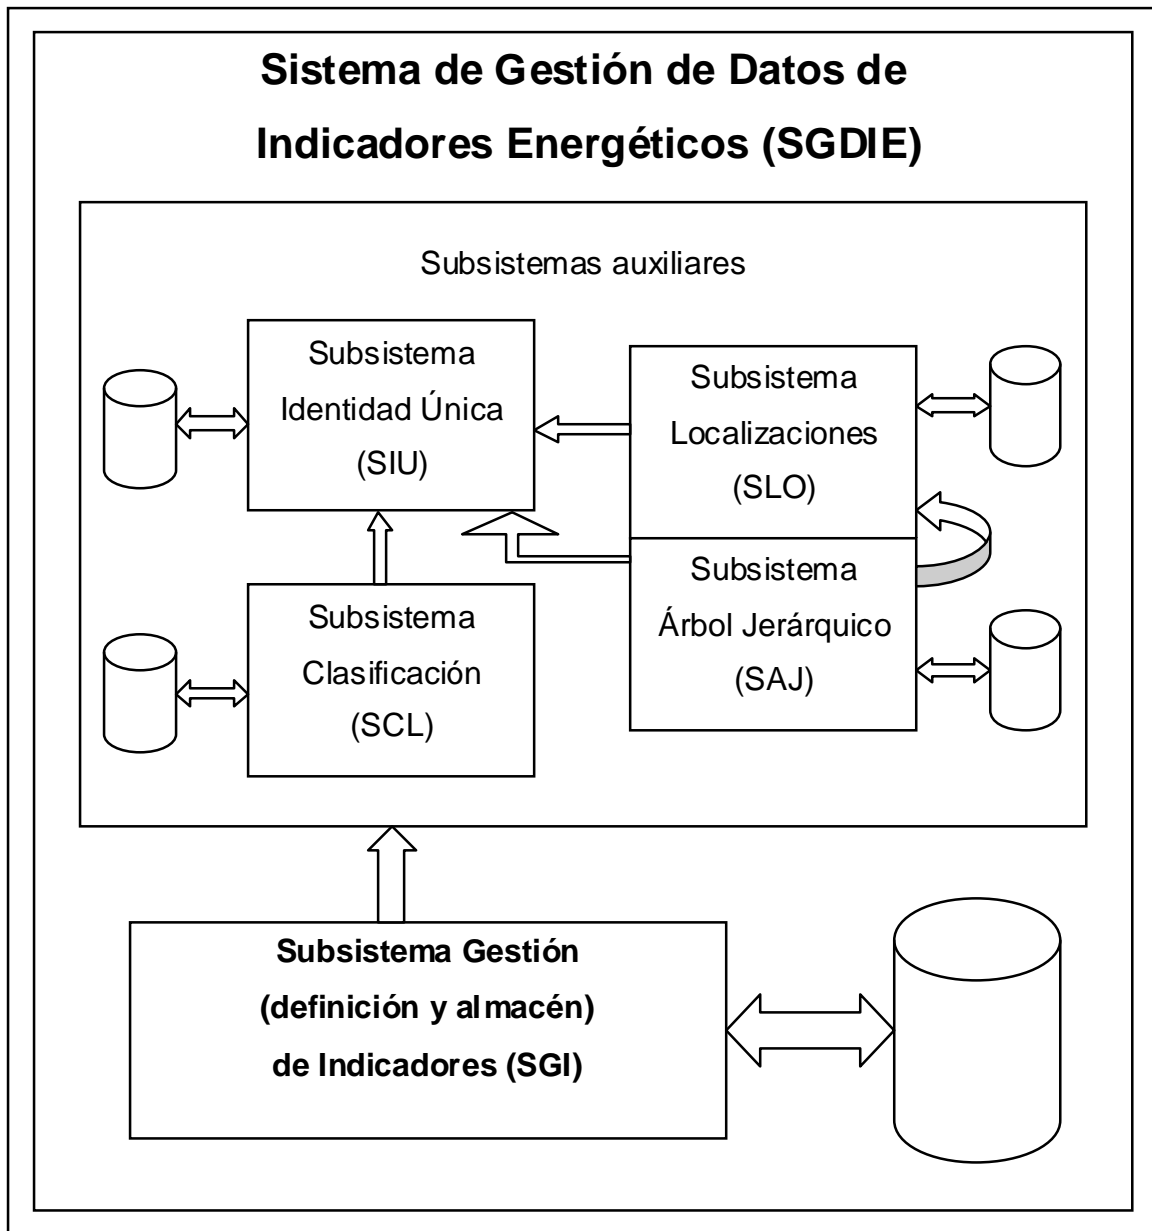 Sistema de Gestión de Datos de
Indicadores Energéticos (SGDIE)
Subsistemas auxiliares
Subsistema
Identidad Única
(SIU)
Subsistema
Localizaciones
(SLO)
Subsistema
Árbol Jerárquico
(SAJ)
Subsistema
Clasificación
(SCL)
Subsistema Gestión
(definición y almacén)
de Indicadores (SGI)